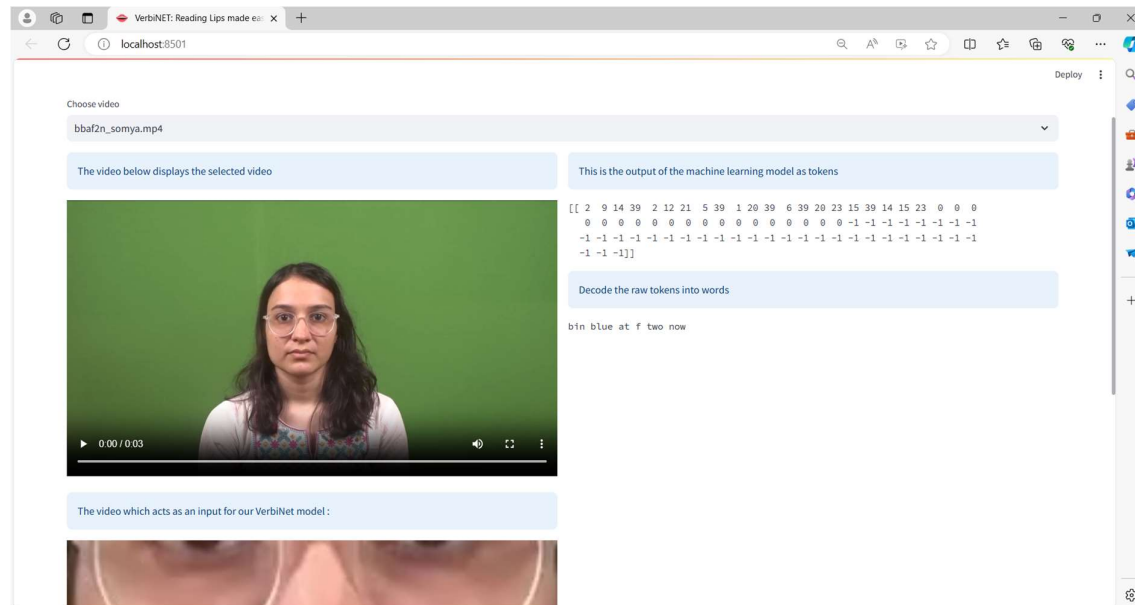 VerbiNET: Reading Lips made eas
localhost:8501
Deploy
Choose video
bbaf2n_somya.mp4
The video below displays the selected video
This is the output of the machine learning model as tokens
[[ 2 9 14 39 2 12 21 5 39 1 20 39 6 39 20 23 15 39 14 15 23 0 0 0
0 0 0 0 0 0 0 0 0 0 0 0 0 0 0 0 -1 -1 -1 -1 -1 -1 -1 -1
-1 -1 -1 -1 -1 -1 -1 -1 -1 -1 -1 -1 -1 -1 -1 -1 -1 -1 -1 -1 -1 -1 -1 -1
-1 -1 -1]]
Decode the raw tokens into words
bin blue at f two now
0:00 / 0:03
The video which acts as an input for our VerbiNet model :